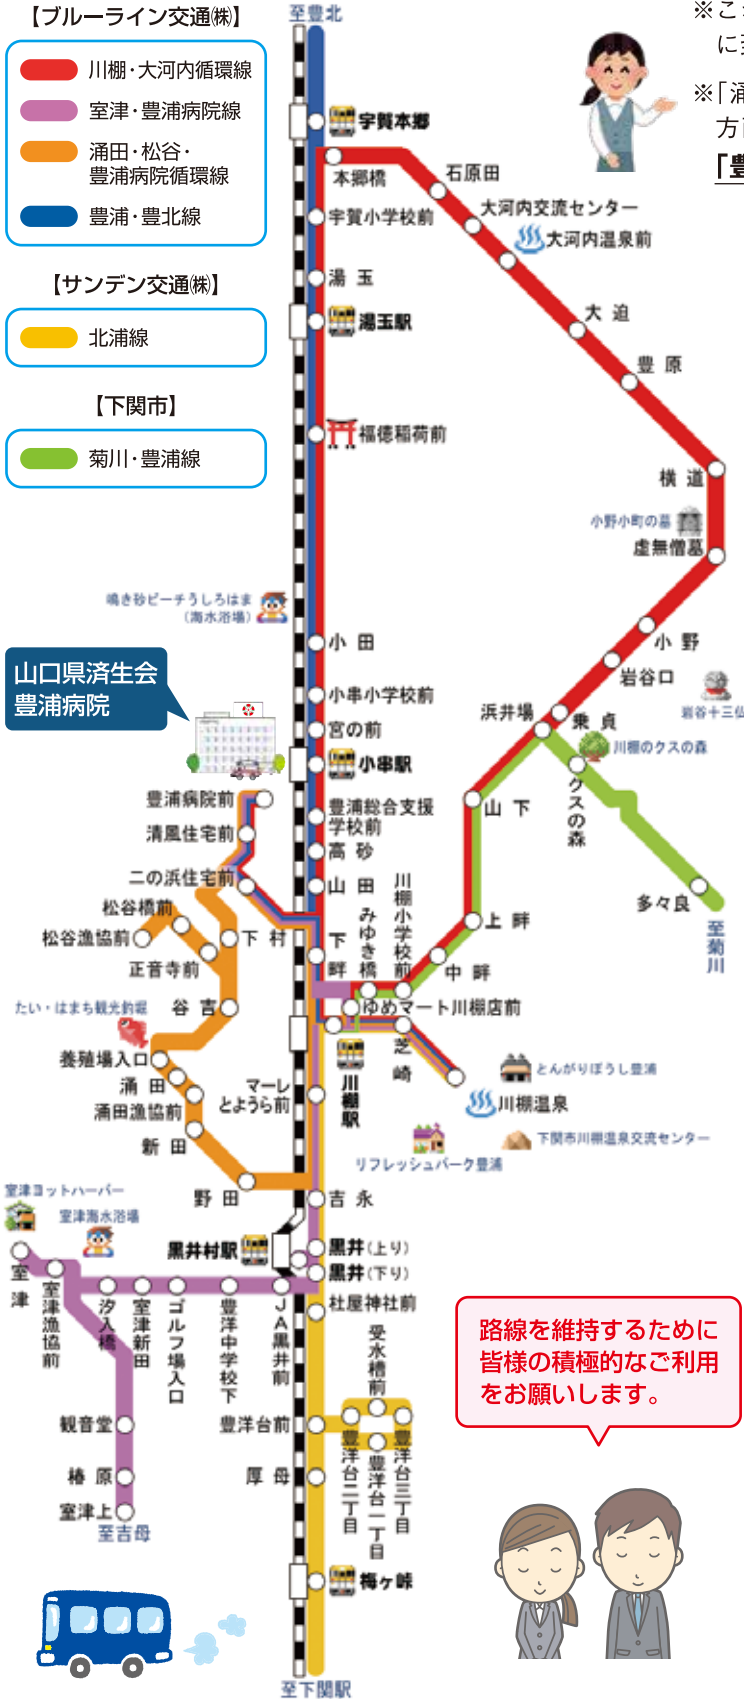 【ブルーライン交通㈱】
川棚・大河内循環線
室津・豊浦病院線
涌田・松谷・
豊浦病院循環線
豊浦・豊北線
【サンデン交通㈱】
北浦線
【下関市】
菊川・豊浦線
至豊北
※こ
に
※「涌
方
「豊
宇賀本郷
本郷橋
石原田
大河内交流センター
大河内温泉前
宇賀小学校前
湯玉
湯玉駅
大迫
豊原
福徳稲荷前
横道
小野小町の墓
虚無僧墓
鳴き砂ビーチうしろはま
（海水浴場）
小田
小野
岩谷口
山口県済生会
豊浦病院
小串小学校前
岩谷十三仏
浜井場
乗貞
宮の前
川棚のクスの森
小串駅
クスの森
豊浦病院前
豊浦総合支援
学校前
山下
清風住宅前
高砂
二の浜住宅前
山田
川棚小学校前
多々良
松谷橋前
みゆき橋
上畔
至菊川
松谷漁協前
下村
下畔
正音寺前
中畔
たい・はまち観光釣堀
谷吉
ゆめマート川棚店前
養殖場入口
芝崎
とんがりぼうし豊浦
涌田
マーレ
とようら前
川棚駅
川棚温泉
涌田漁協前
新田
下関市川棚温泉交流センター
リフレッシュパーク豊浦
室津ヨットハーバー
野田
吉永
室津海水浴場
黒井村駅
黒井（上り）
黒井（下り）
室津
室津漁協前
汐入橋
室津新田
ゴルフ場入口
豊洋中学校下
ＪＡ黒井前
社屋神社前
受水槽前
路線を維持するために
皆様の積極的なご利用
をお願いします。
観音堂
豊洋台前
豊洋台二丁目
豊洋台一丁目
豊洋台三丁目
椿原
厚母
室津上
至吉母
梅ヶ峠
至下関駅